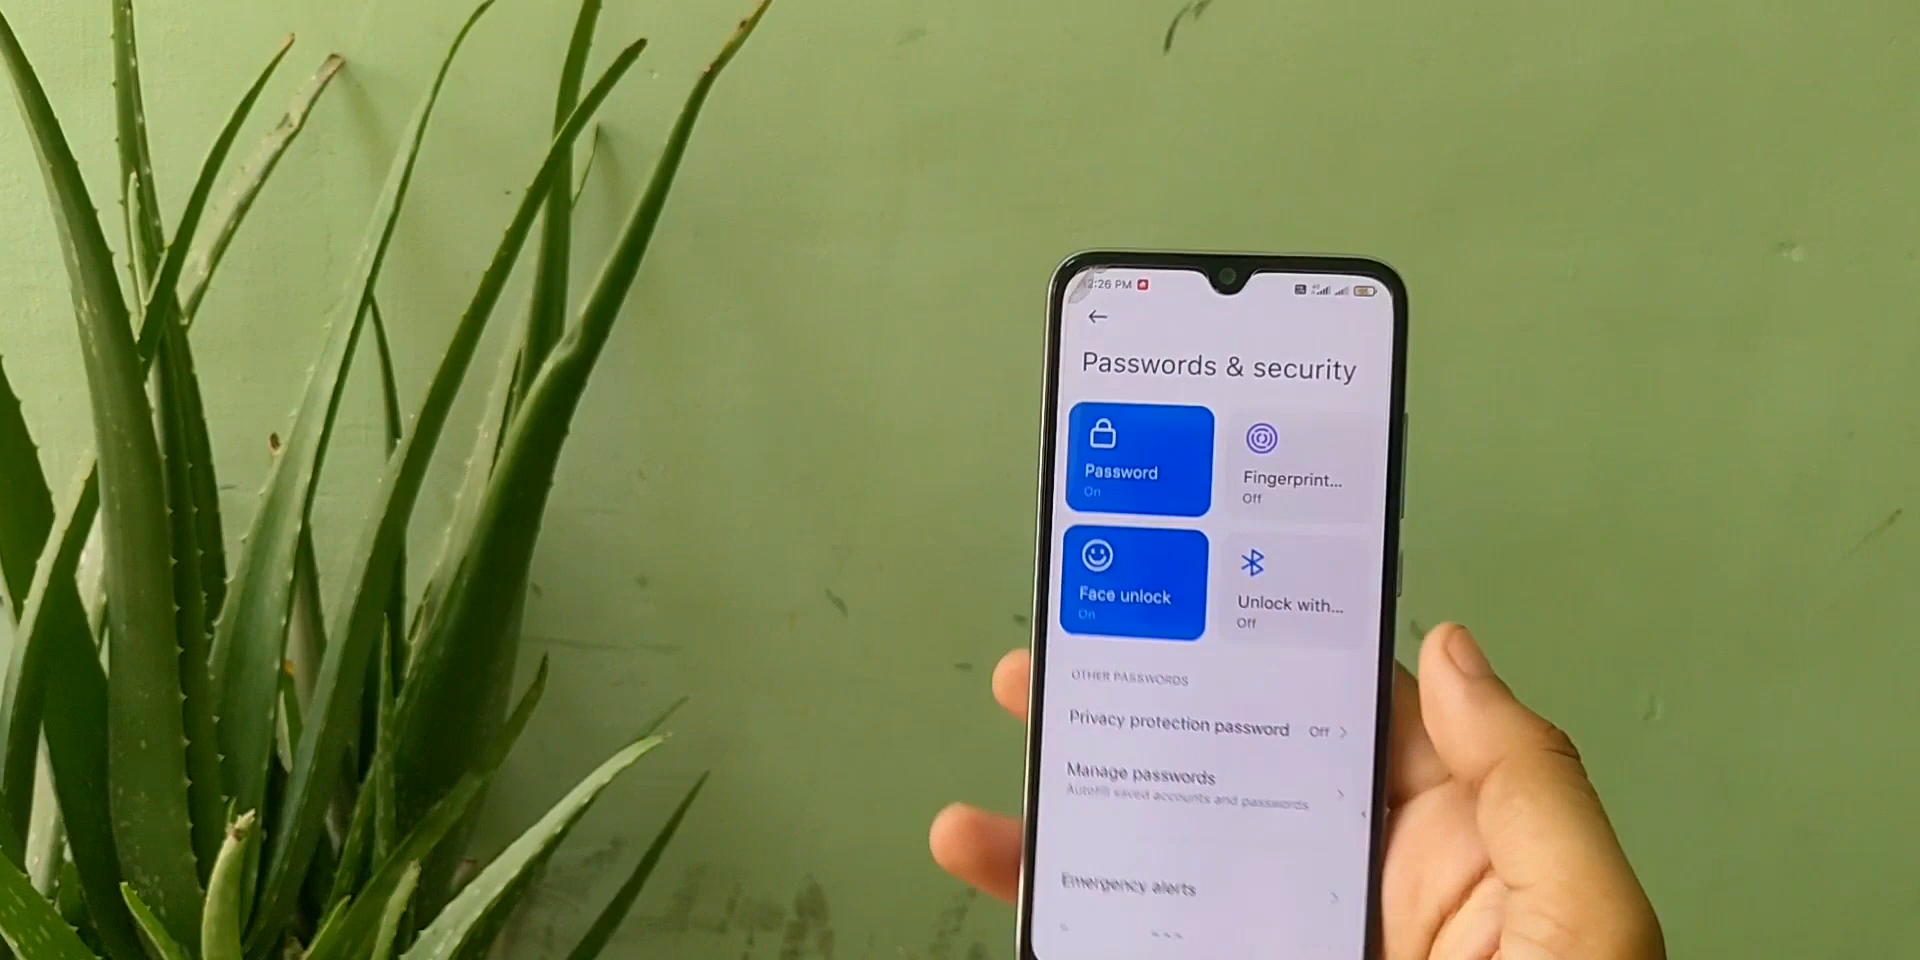 2:26 PM
Passwords & security
Password
On
Fingerprint...
Off
Face unlock
On
Unlock with...
Off
OTHER PASSWORDS
Privacy protection password Off
Manage passwords
Autofill saved accounts and passwords
Emergency alerts